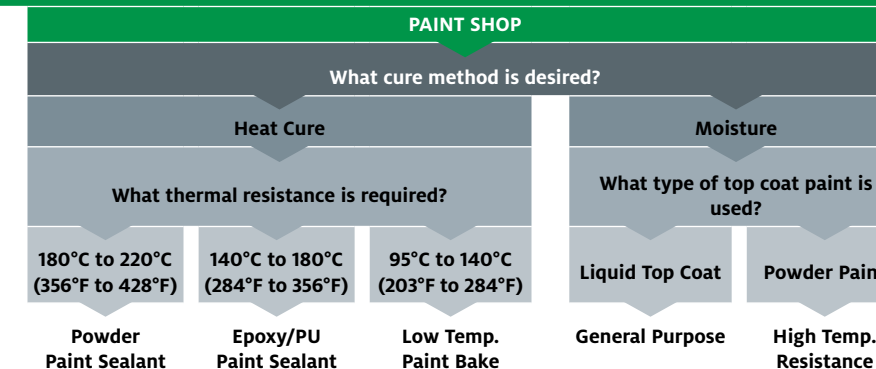 PAINT SHOP
What cure method is desired?
Heat Cure
Moisture
What thermal resistance is required?
What type of top coat paint is
used?
180°C to 220°C
(356°F to 428°F)
140°C to 180°C
(284°F to 356°F)
95°C to 140°C
(203°F to 284°F)
Liquid Top Coat
Powder Pain
Powder
Paint Sealant
Epoxy/PU
Paint Sealant
Low Temp.
Paint Bake
General Purpose
High Temp.
Resistance